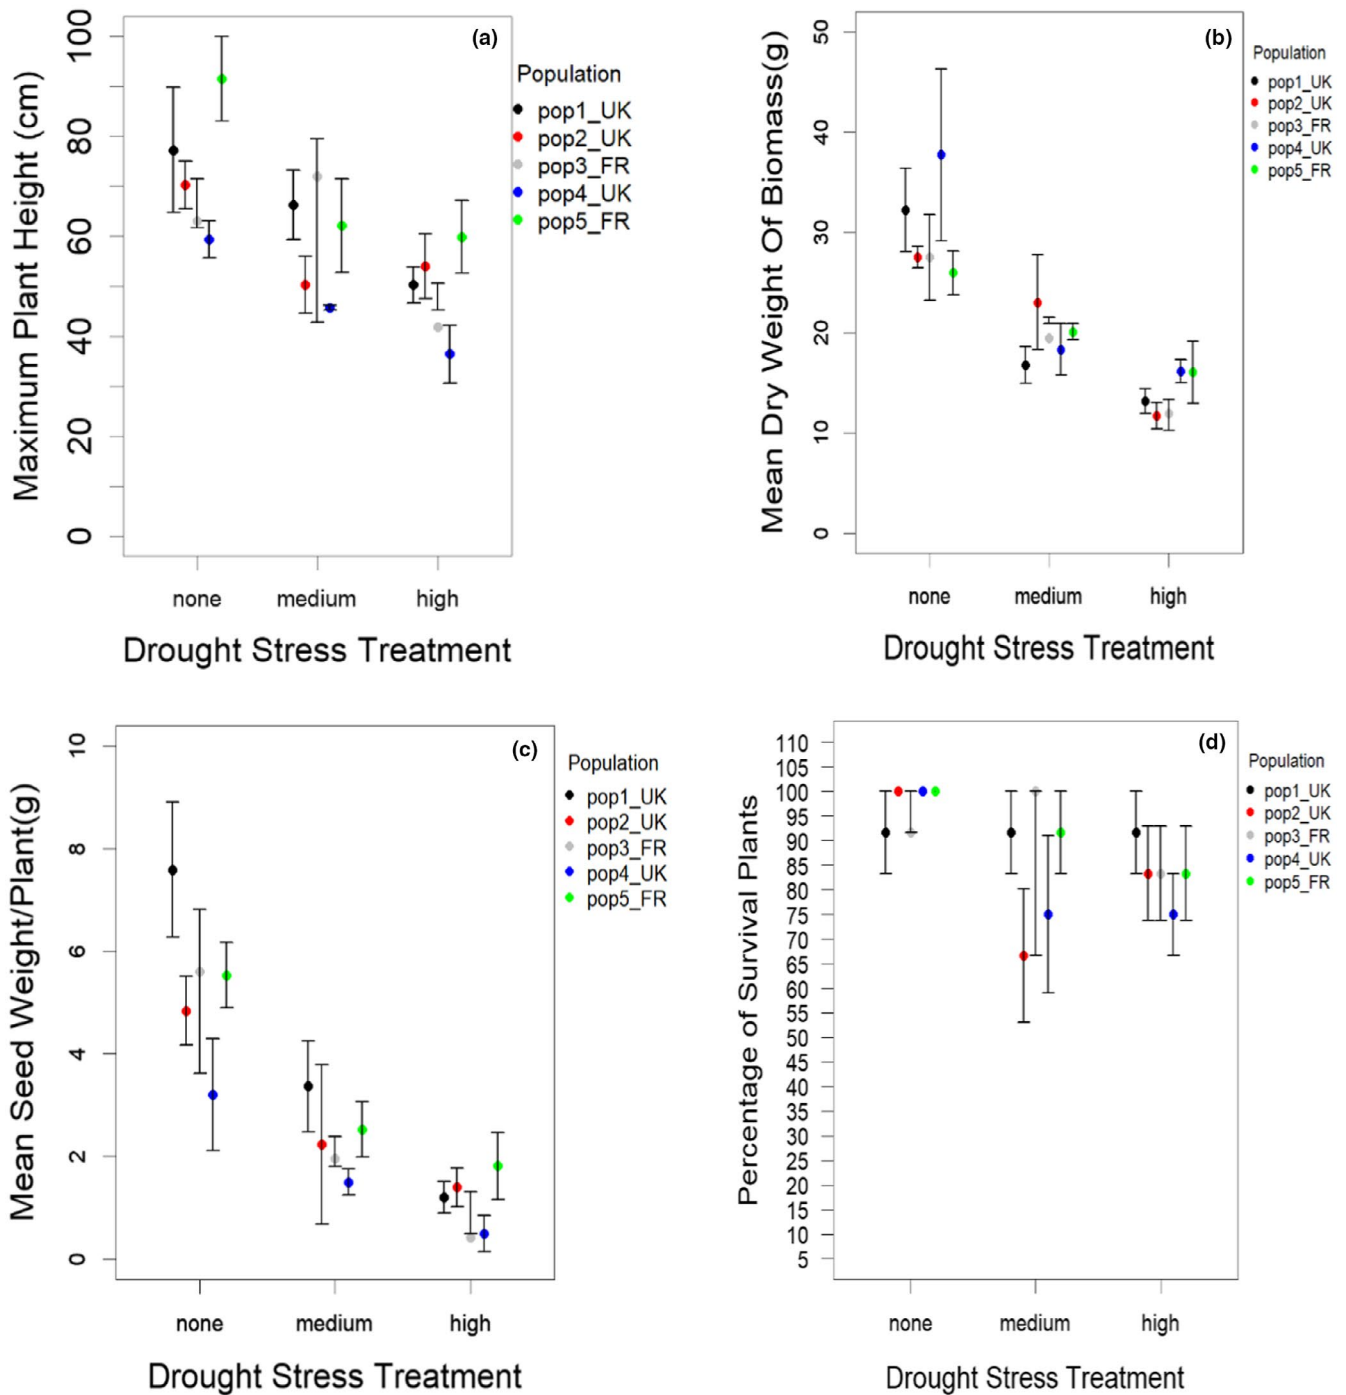 (a)
Maximum Plant Height (cm)
100
80
60
40
20
0
none medium high
Drought Stress Treatment
Population
pop1_UK
pop2_UK
pop3_FR
pop4_UK
pop5_FR
(b)
Mean Dry Weight Of Biomass(g)
50
40
30
20
10
0
none medium high
Drought Stress Treatment
Population
pop1_UK
pop2_UK
pop3_FR
pop4_UK
pop5_FR
(c)
Mean Seed Weight/Plant(g)
10
8
6
4
2
0
none medium high
Drought Stress Treatment
Population
pop1_UK
pop2_UK
pop3_FR
pop4_UK
pop5_FR
(d)
Percentage of Survival Plants
110
105
100
95
90
85
80
75
70
65
60
55
50
45
40
35
30
25
20
15
10
5
none medium high
Drought Stress Treatment
Population
pop1_UK
pop2_UK
pop3_FR
pop4_UK
pop5_FR